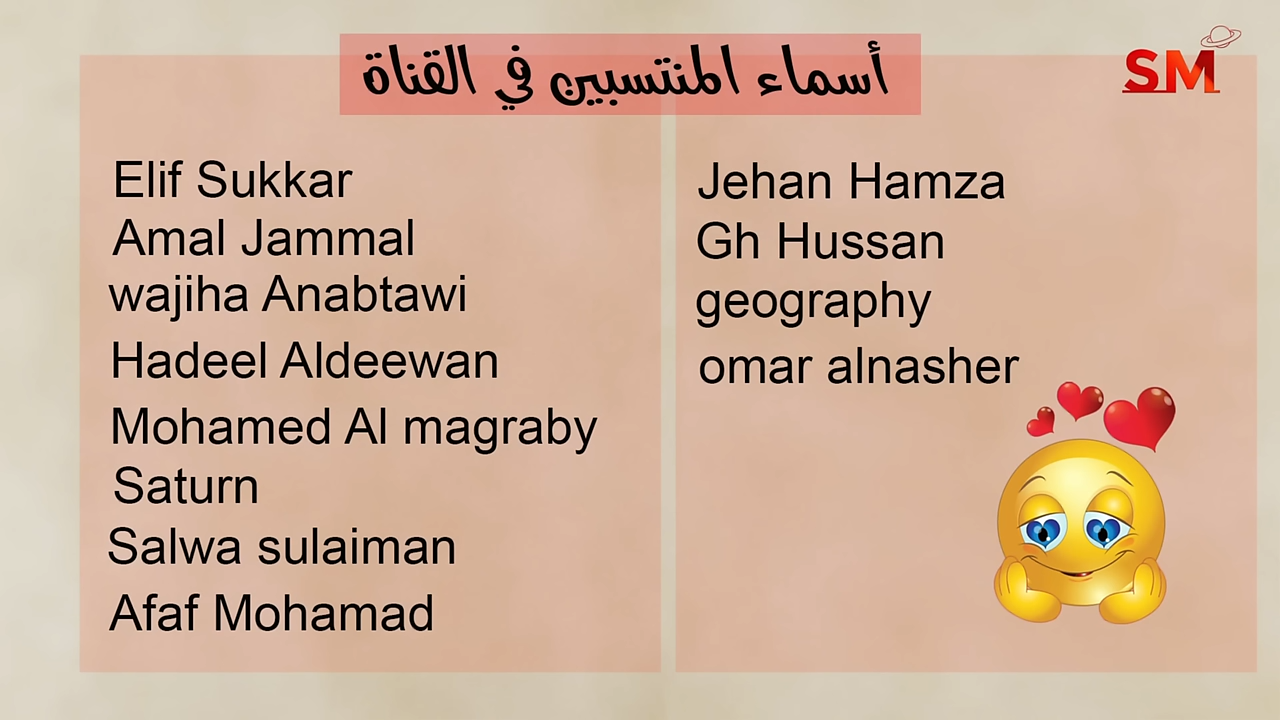 أسماء المنتسبين في القناة
SM
Elif Sukkar
Amal Jammal
wajiha Anabtawi
Hadeel Aldeewan
Mohamed Al magraby
Saturn
Salwa sulaiman
Afaf Mohamad
Jehan Hamza
Gh Hussan
geography
omar alnasher